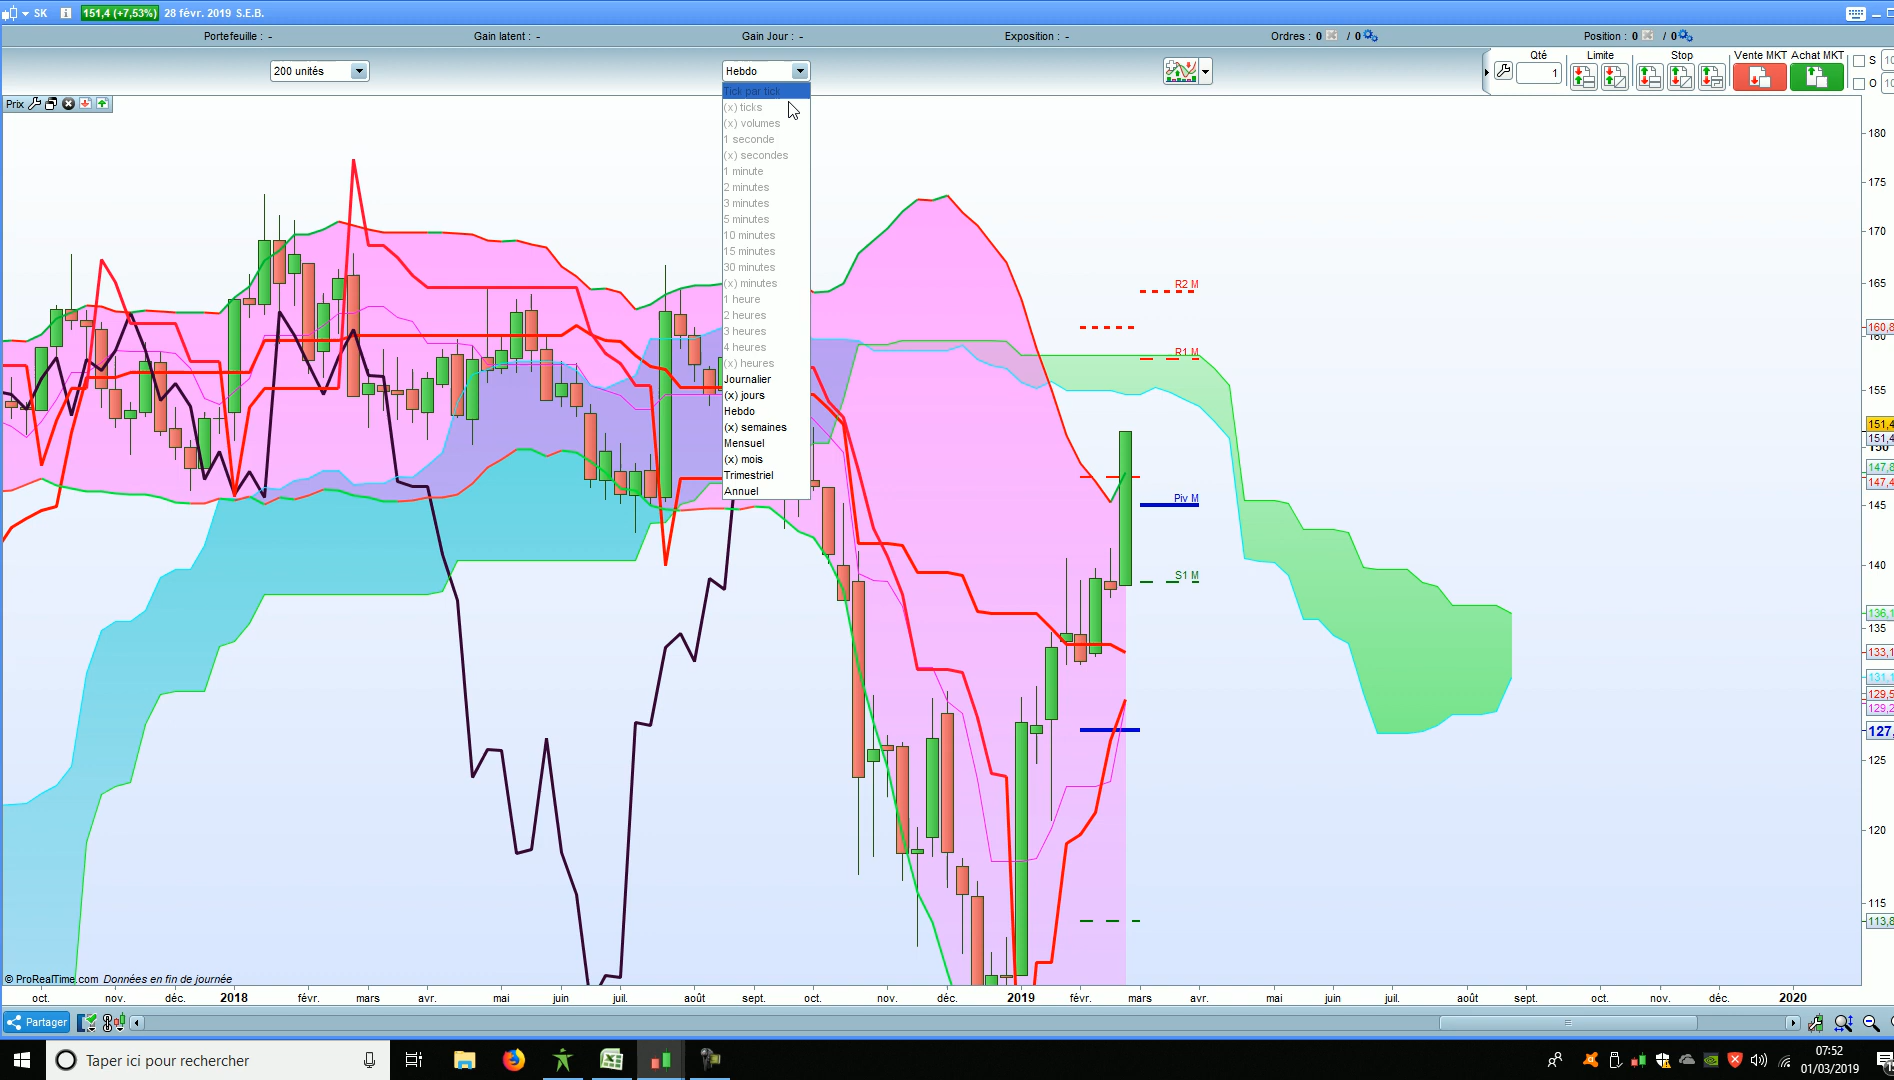 SK 151,4 (+7,53%) 28 févr. 2019 S.E.B.
Portefeuille : - Gain latent : - Gain Jour : - Exposition : - Ordres : 0 / 0 Position : 0 / 0
200 unités
Hebdo
Qté Limite Stop Vente MKT Achat MKT
1
S 10
O 10
Prix
Tick par tick
(x) ticks
(x) volumes
1 seconde
(x) secondes
1 minute
2 minutes
3 minutes
5 minutes
10 minutes
15 minutes
30 minutes
(x) minutes
1 heure
2 heures
3 heures
4 heures
(x) heures
Journalier
(x) jours
Hebdo
(x) semaines
Mensuel
(x) mois
Trimestriel
Annuel
R2 M
R1 M
Piv M
S1 M
180
175
170
165
160,8
160
155
151,4
151,4
150
147,8
147,4
145
140
136,1
135
133,1
131,1
129,5
129,2
127,
125
120
115
113,8
© ProRealTime.com Données en fin de journée
oct. nov. déc. 2018 févr. mars avr. mai juin juil. août sept. oct. nov. déc. 2019 févr. mars avr. mai juin juil. août sept. oct. nov. déc. 2020
Partager
Taper ici pour rechercher
07:52
01/03/2019